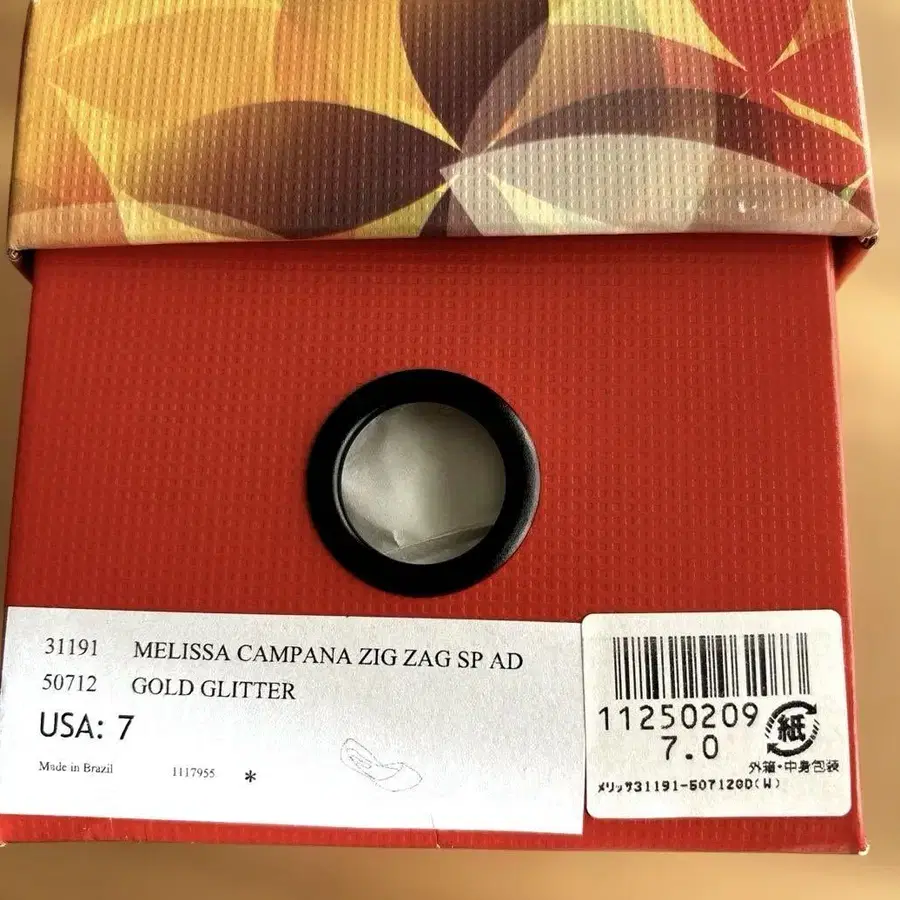 31191 MELISSA CAMPANA ZIG ZAG SP AD
50712 GOLD GLITTER
USA: 7
Made in Brazil 1117955 *
11250209
7.0
紙
外箱・中身包装
メリッサ31191-50712GD(W)